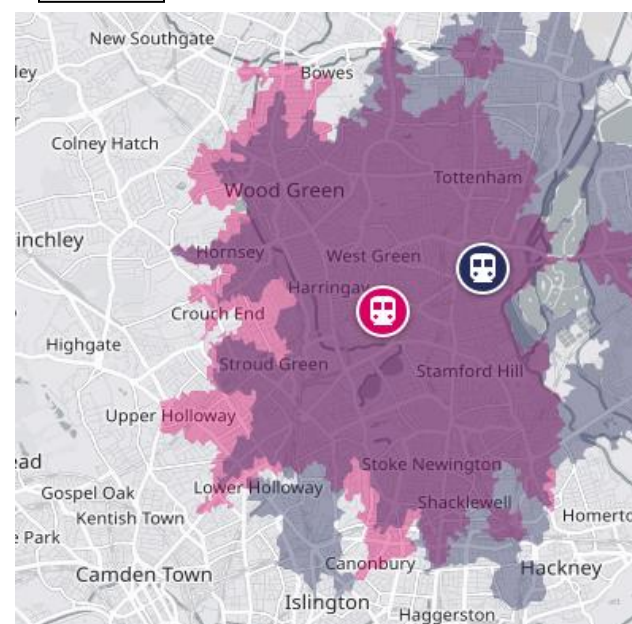 New Southgate
ley
Bowes
Colney Hatch
Tottenham
Wood Green
inchley
Hornsey
West Green
Harringay
Crouch End
Highgate
Stroud Green
Stamford Hill
Upper Holloway
ead
Stoke Newington
Gospel Oak
Lower Holloway
Shacklewell
Kentish Town
Homerto
e Park
Canonbury
Camden Town
Hackney
Islington
Haggerston